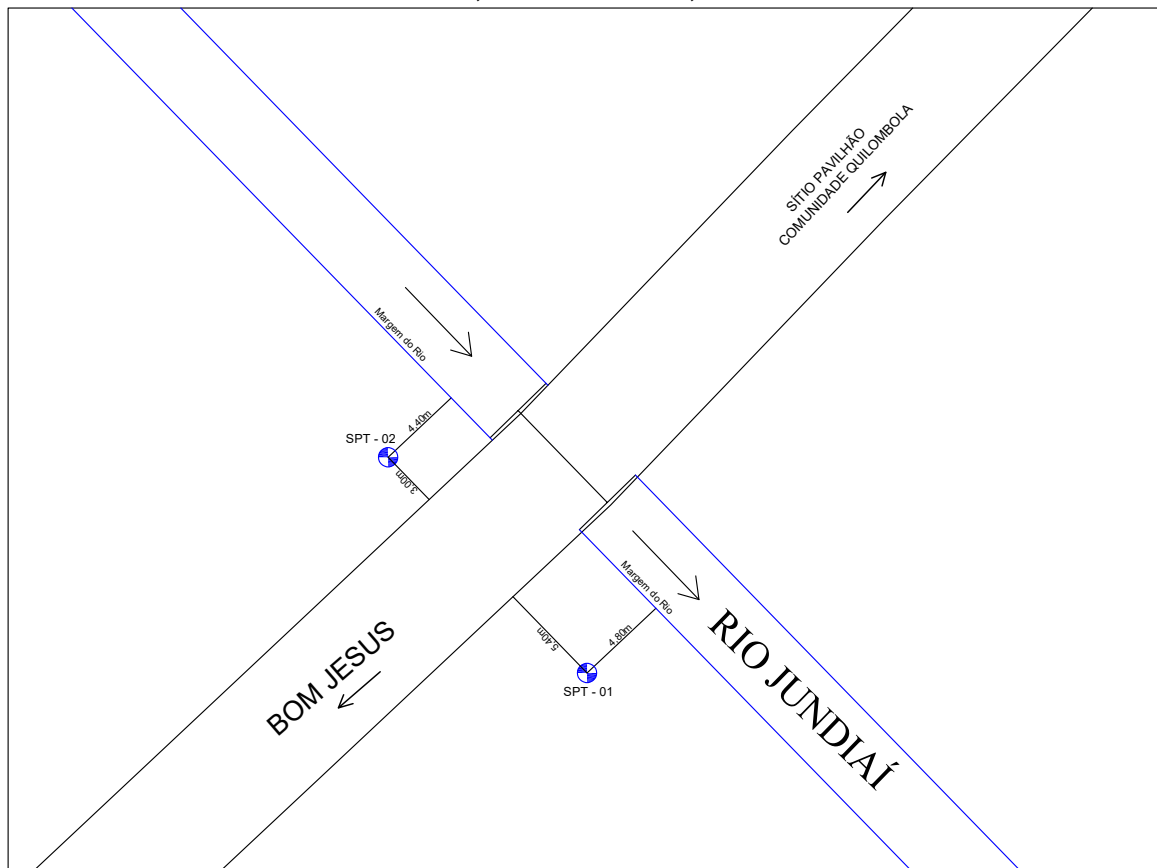 SÍTIO PAVILHÃO
COMUNIDADE QUILOMBOLA
Margem do Rio
4,40m
SPT - 02
3,00m
Margem do Rio
5,40m
4,80m
SPT - 01
BOM JESUS
RIO JUNDIAÍ